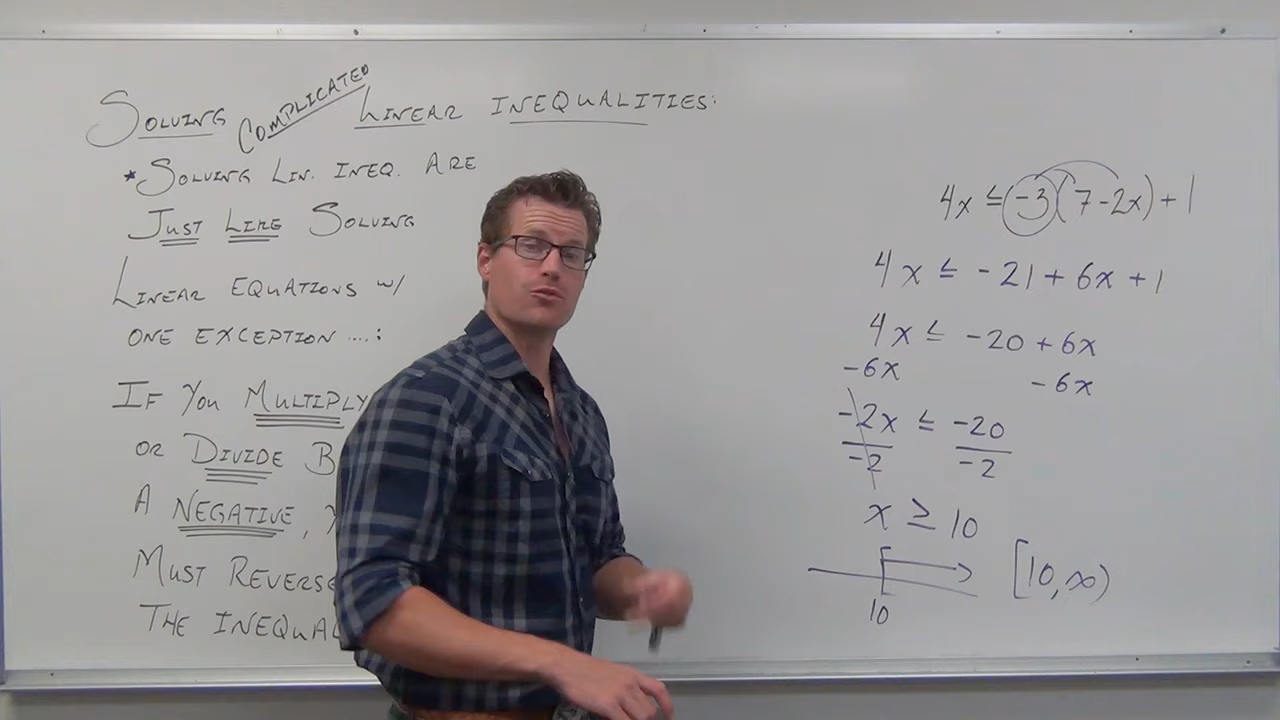 SOLVING COMPLICATED LINEAR INEQUALITIES:
* SOLVING LIN. INEQ. ARE
JUST LIKE SOLVING
LINEAR EQUATIONS W/
ONE EXCEPTION ....:
IF YOU MULTIPLY
OR DIVIDE B
A NEGATIVE,
MUST REVERSE
THE INEQUAL
4x ≤ -3(7-2x)+1
4x ≤ -21 + 6x + 1
4x ≤ -20 + 6x
-6x -6x
-2x ≤ -20
-2 -2
x ≥ 10
10 [10,∞)